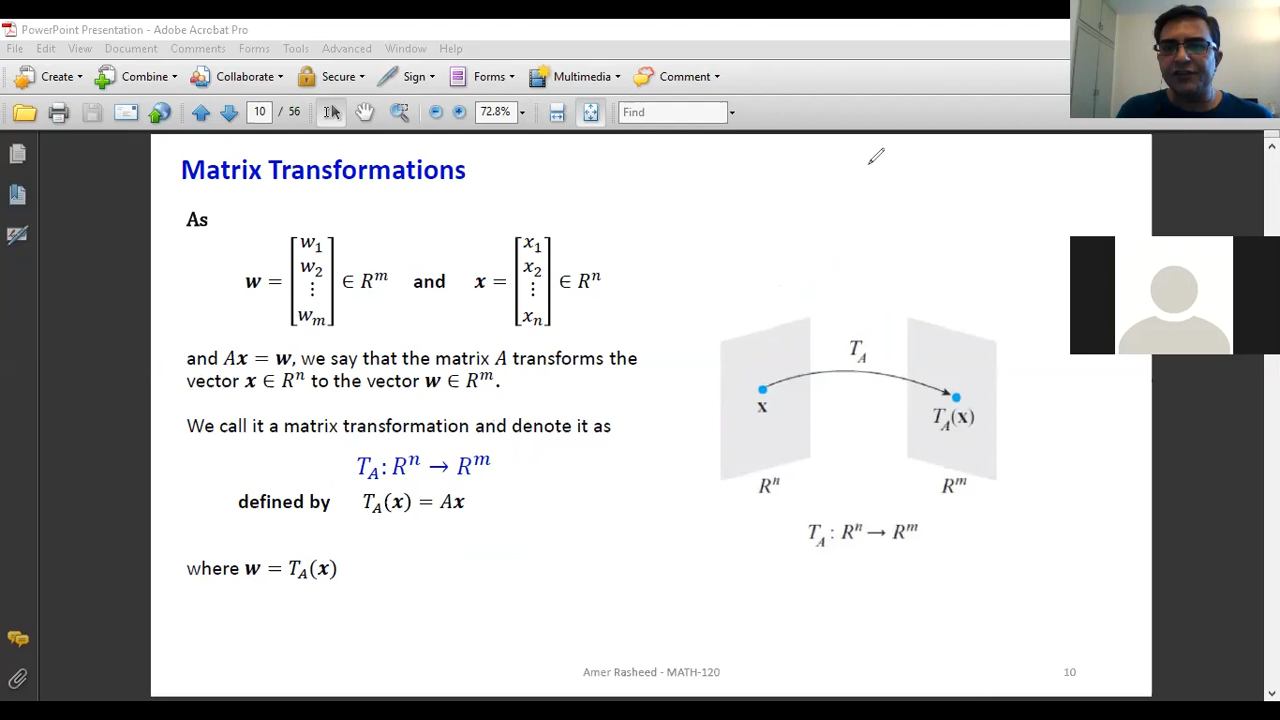 PowerPoint Presentation - Adobe Acrobat Pro
File Edit View Document Comments Forms Tools Advanced Window Help
Create Combine Collaborate Secure Sign Forms Multimedia Comment
10 / 56 72.8% Find
Matrix Transformations
As
𝒘 = [w₁ w₂ ⋮ wₘ] ∈ Rᵐ and 𝒙 = [x₁ x₂ ⋮ xₙ] ∈ Rⁿ
and A𝒙 = 𝒘, we say that the matrix A transforms the
vector 𝒙 ∈ Rⁿ to the vector 𝒘 ∈ Rᵐ.
We call it a matrix transformation and denote it as
T_A: Rⁿ → Rᵐ
defined by T_A(𝒙) = A𝒙
where 𝒘 = T_A(𝒙)
T_A
x
T_A(x)
Rⁿ Rᵐ
T_A : Rⁿ → Rᵐ
Amer Rasheed - MATH-120 10